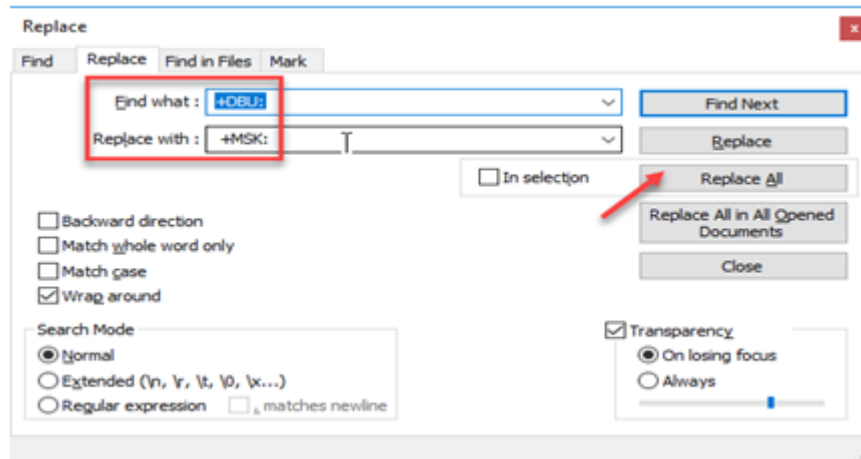 Replace
x
Find Replace Find in Files Mark
Find what : +DBU:
Find Next
Replace with : +MSK:
Replace
In selection
Replace All
Backward direction
Replace All in All Opened Documents
Match whole word only
Match case
Close
Wrap around
Search Mode
Transparency
Normal
On losing focus
Extended (\n, \r, \t, \0, \x...)
Always
Regular expression . matches newline